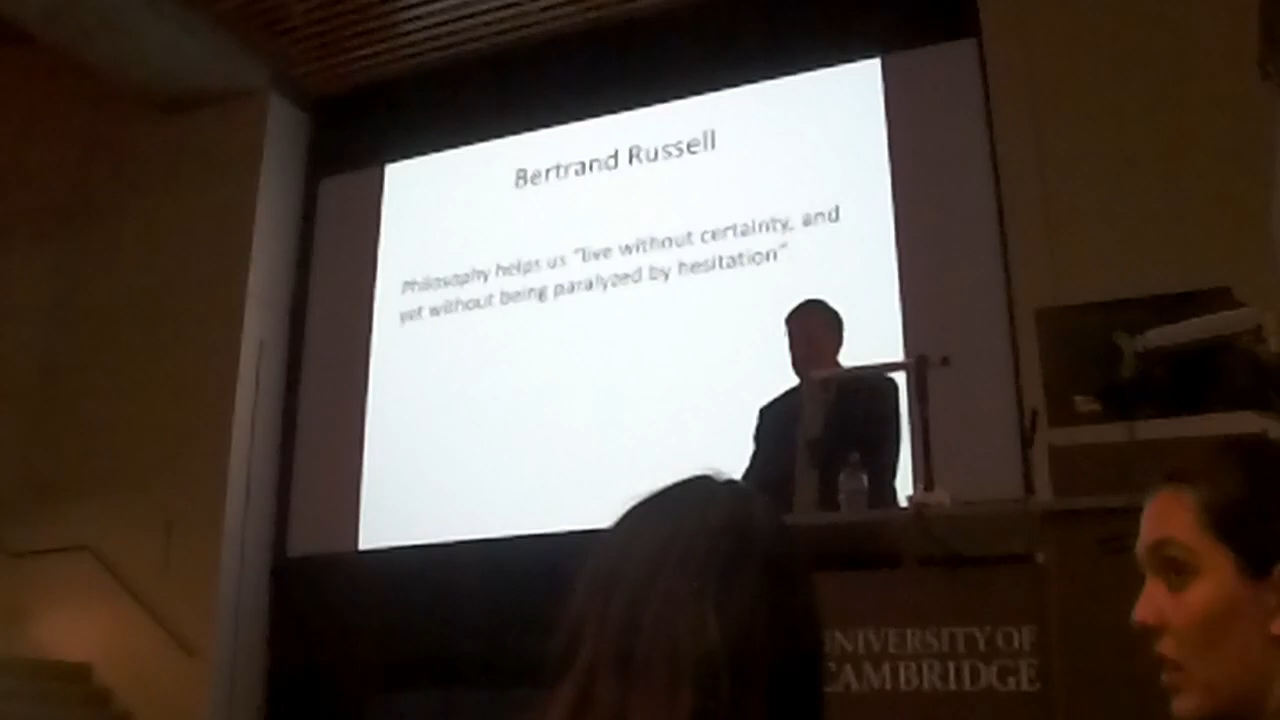 Bertrand Russell
Philosophy helps us "live without certainty, and
yet without being paralyzed by hesitation"
UNIVERSITY OF
CAMBRIDGE